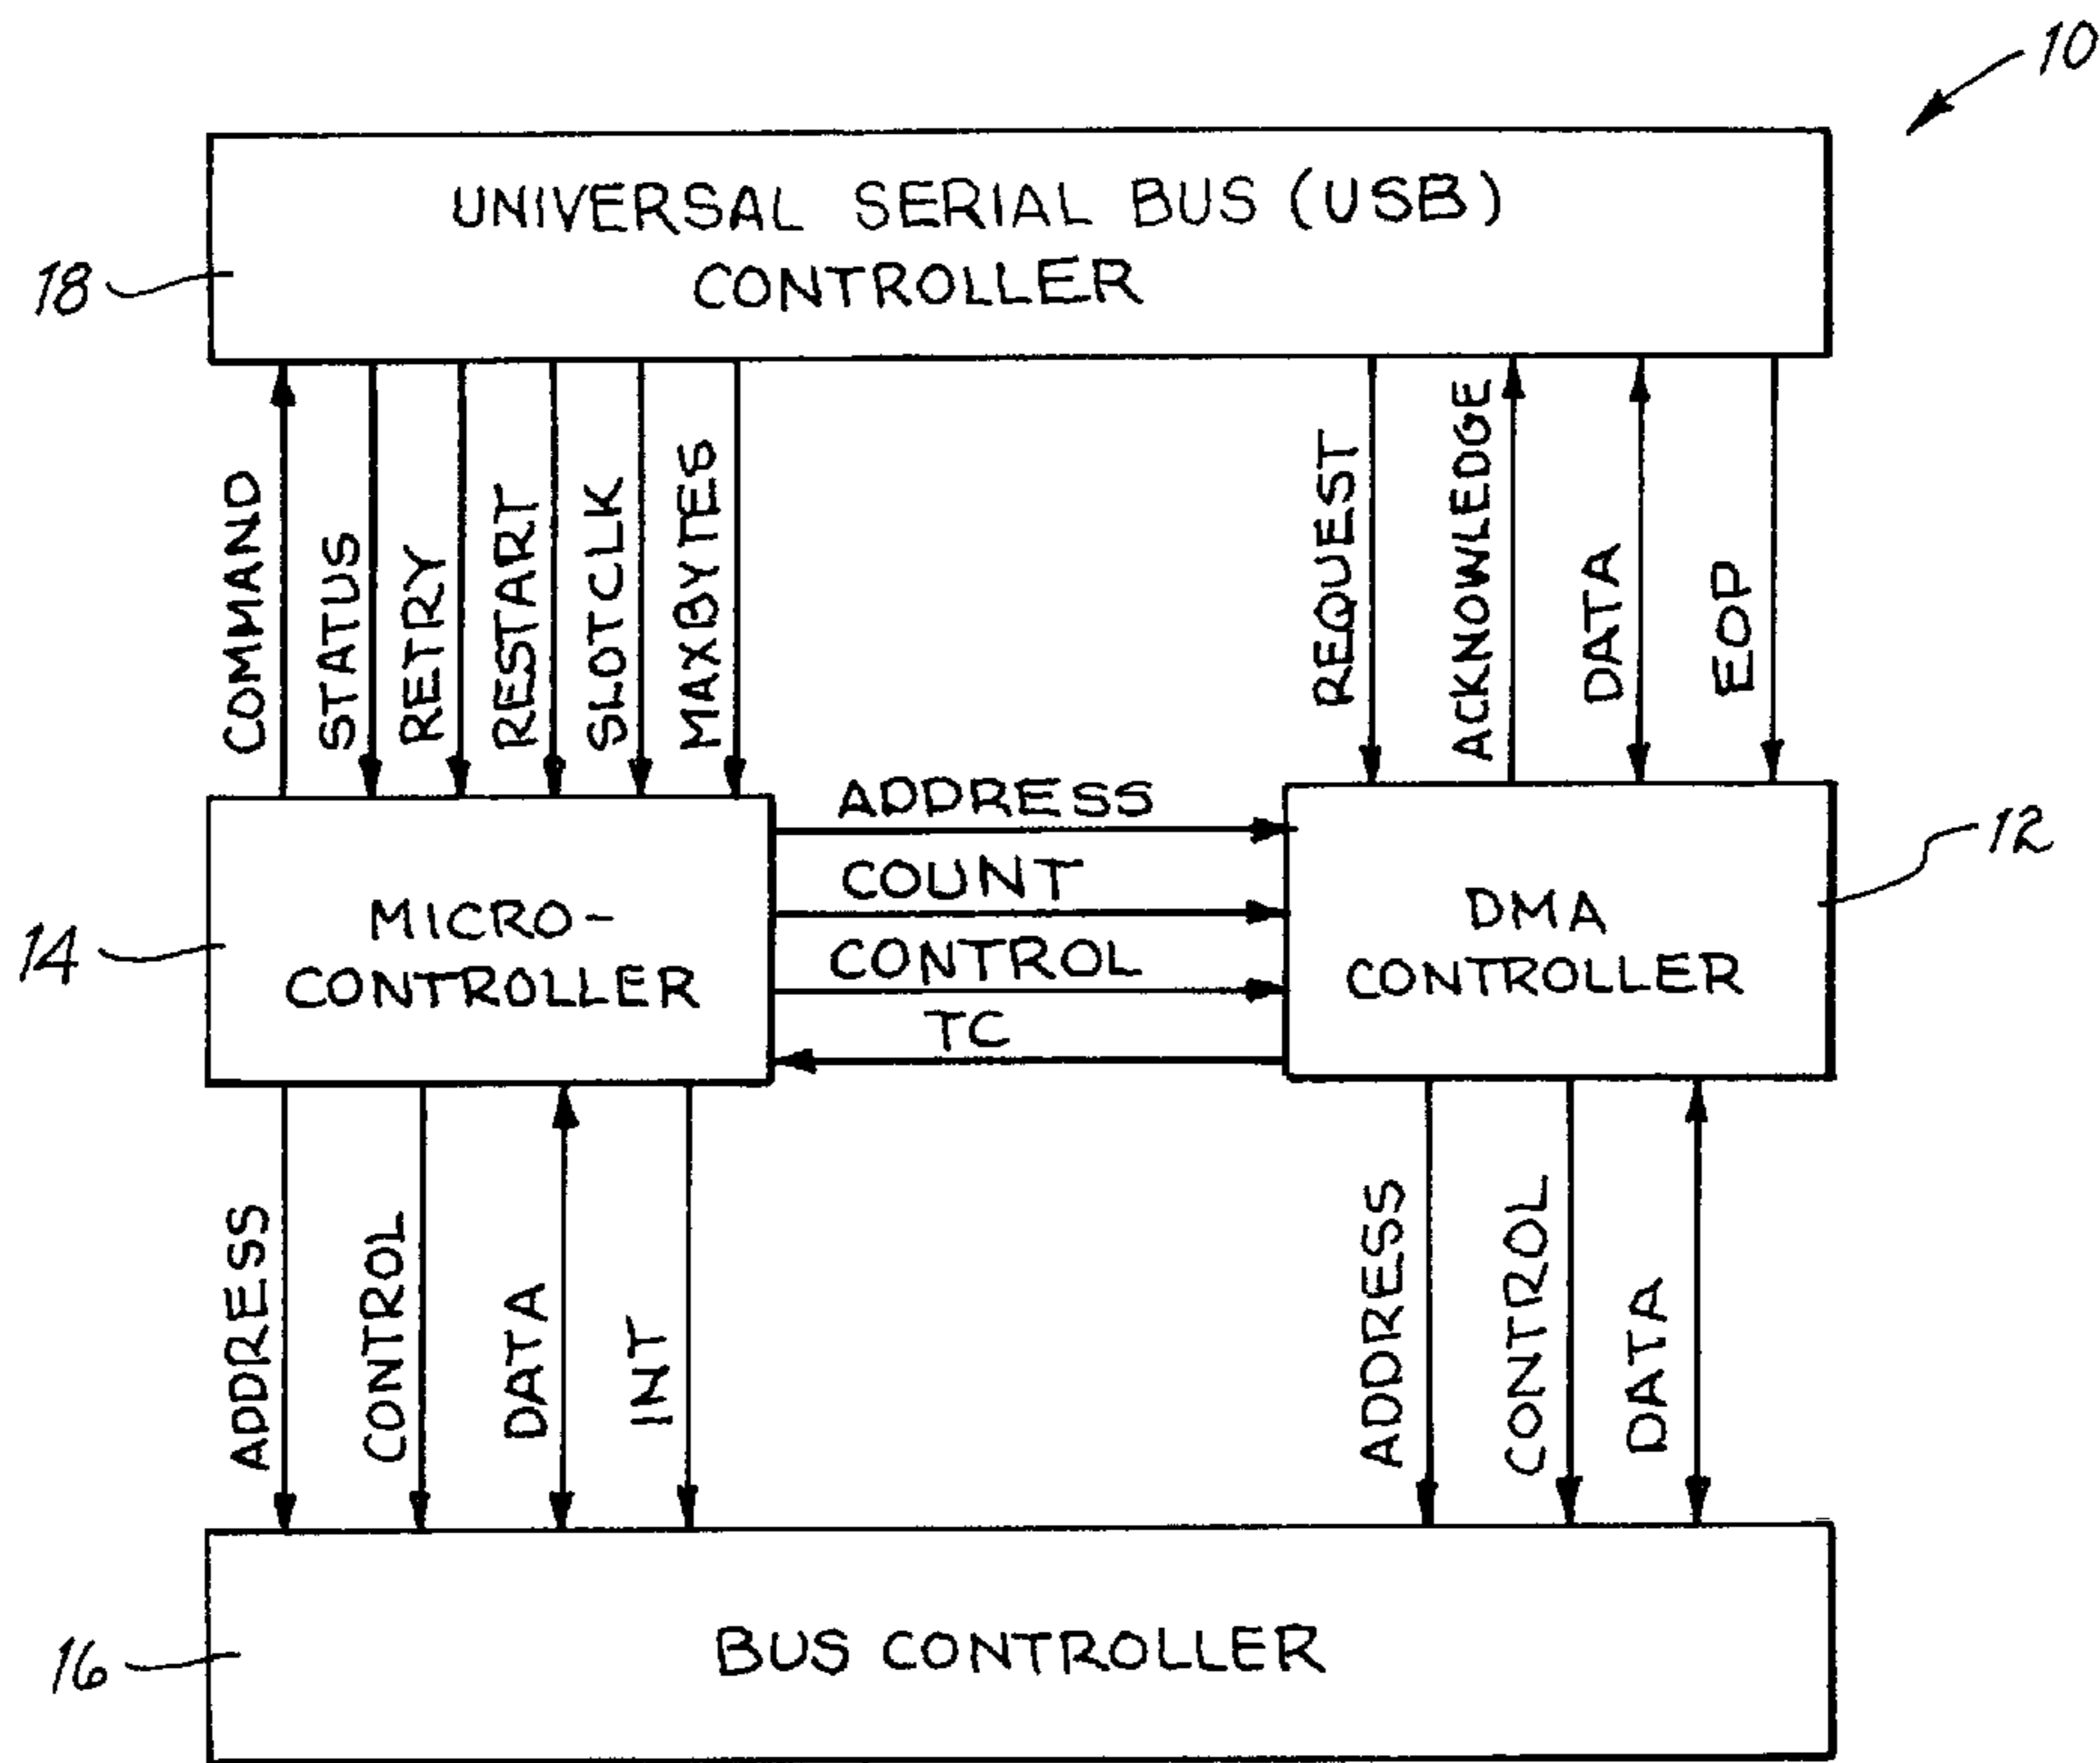 10
UNIVERSAL SERIAL BUS (USB)
CONTROLLER
18
COMMAND
STATUS
RETRY
RESTART
SLOTCLK
MAXBYTES
REQUEST
ACKNOWLEDGE
DATA
EOP
ADDRESS
COUNT
CONTROL
TC
MICRO-
CONTROLLER
14
DMA
CONTROLLER
12
ADDRESS
CONTROL
DATA
INT
ADDRESS
CONTROL
DATA
BUS CONTROLLER
16